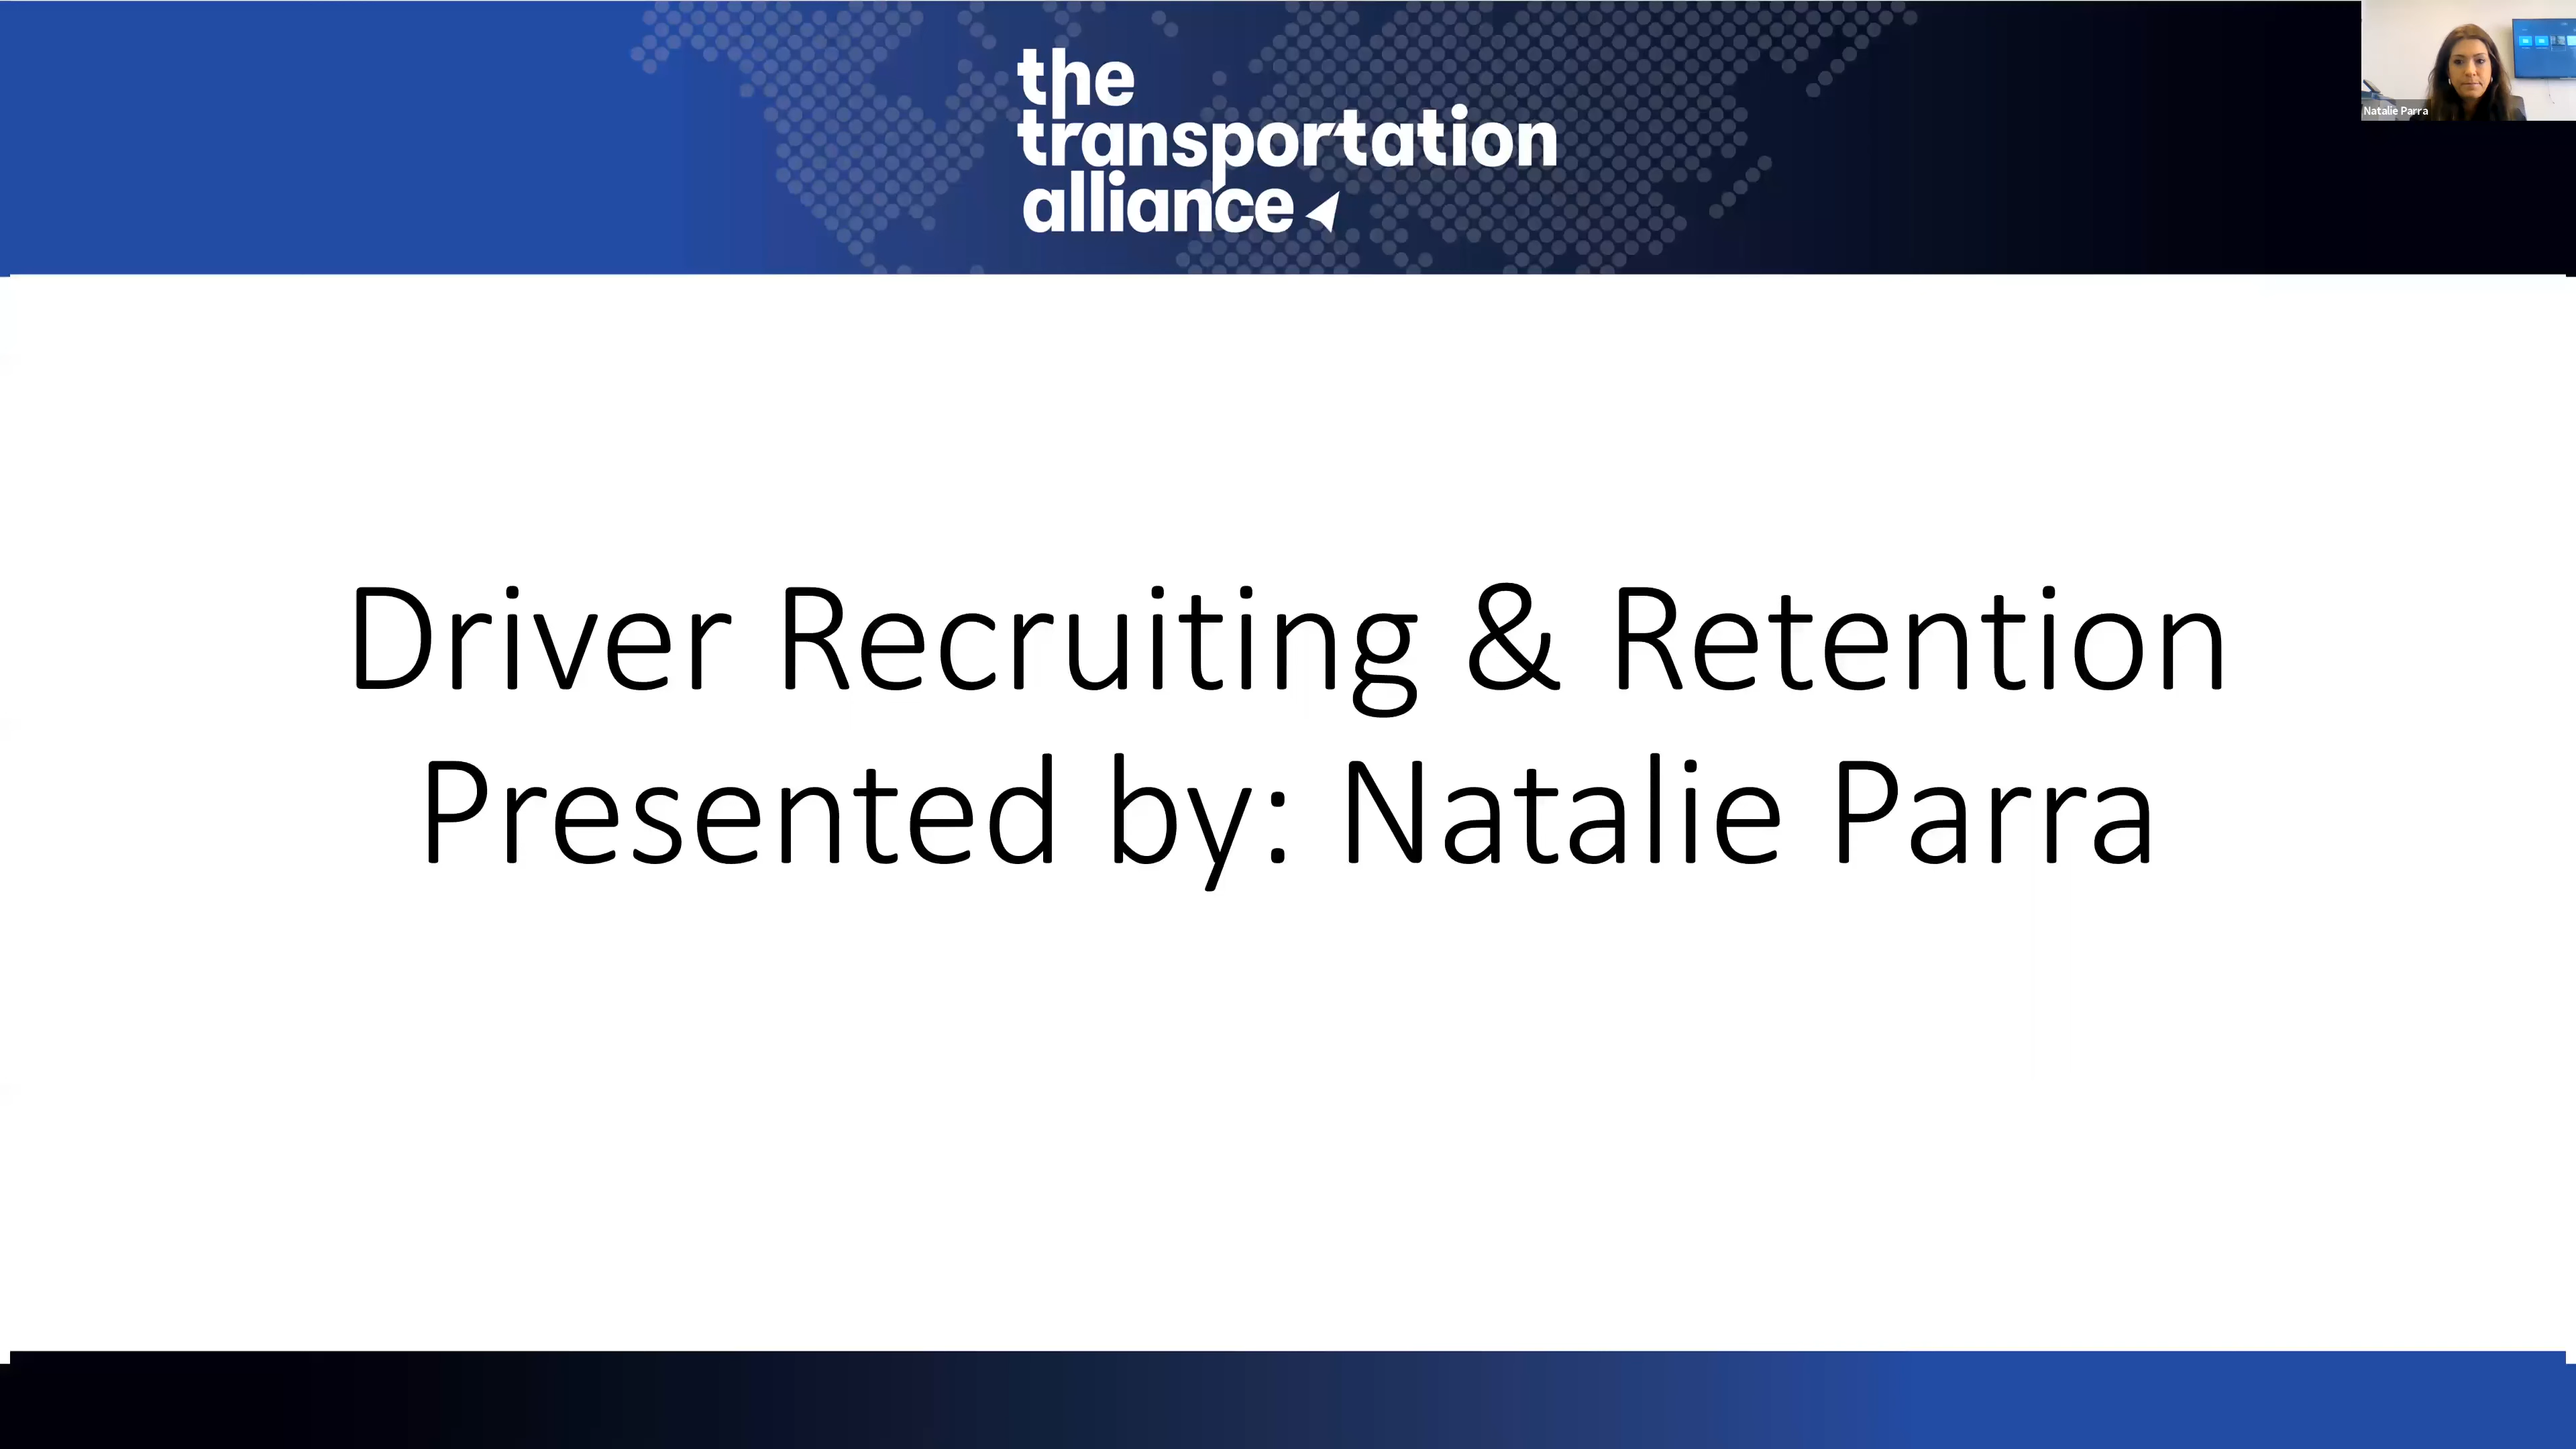 the
transportation
alliance
Natalie Parra
Driver Recruiting & Retention
Presented by: Natalie Parra